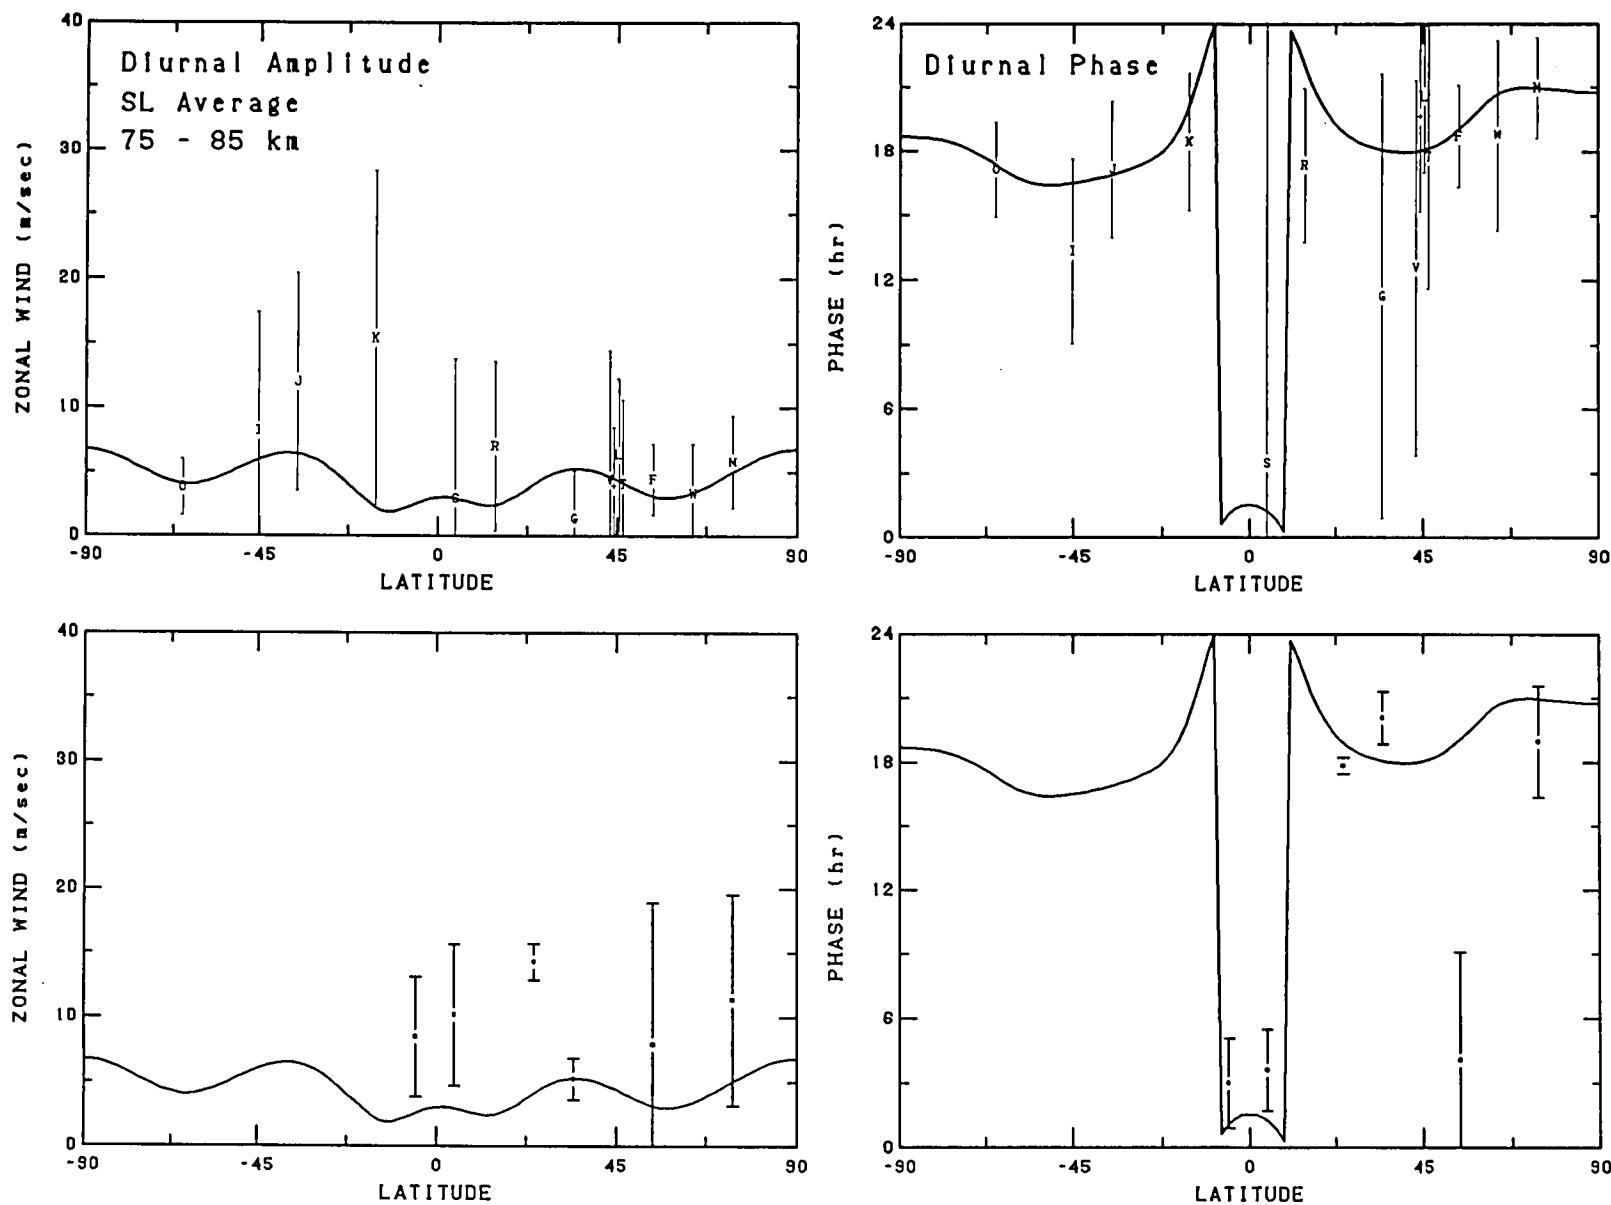 Diurnal Amplitude
SL Average
75 - 85 km
40
30
20
10
0
ZONAL WIND (m/sec)
-90
-45
0
45
90
LATITUDE
O
I
J
K
S
R
G
V
+
L
F
W
M
Diurnal Phase
24
18
12
6
0
PHASE (hr)
-90
-45
0
45
90
LATITUDE
O
I
J
K
S
R
G
V
+
L
F
W
M
40
30
20
10
0
ZONAL WIND (m/sec)
-90
-45
0
45
90
LATITUDE
24
18
12
6
0
PHASE (hr)
-90
-45
0
45
90
LATITUDE